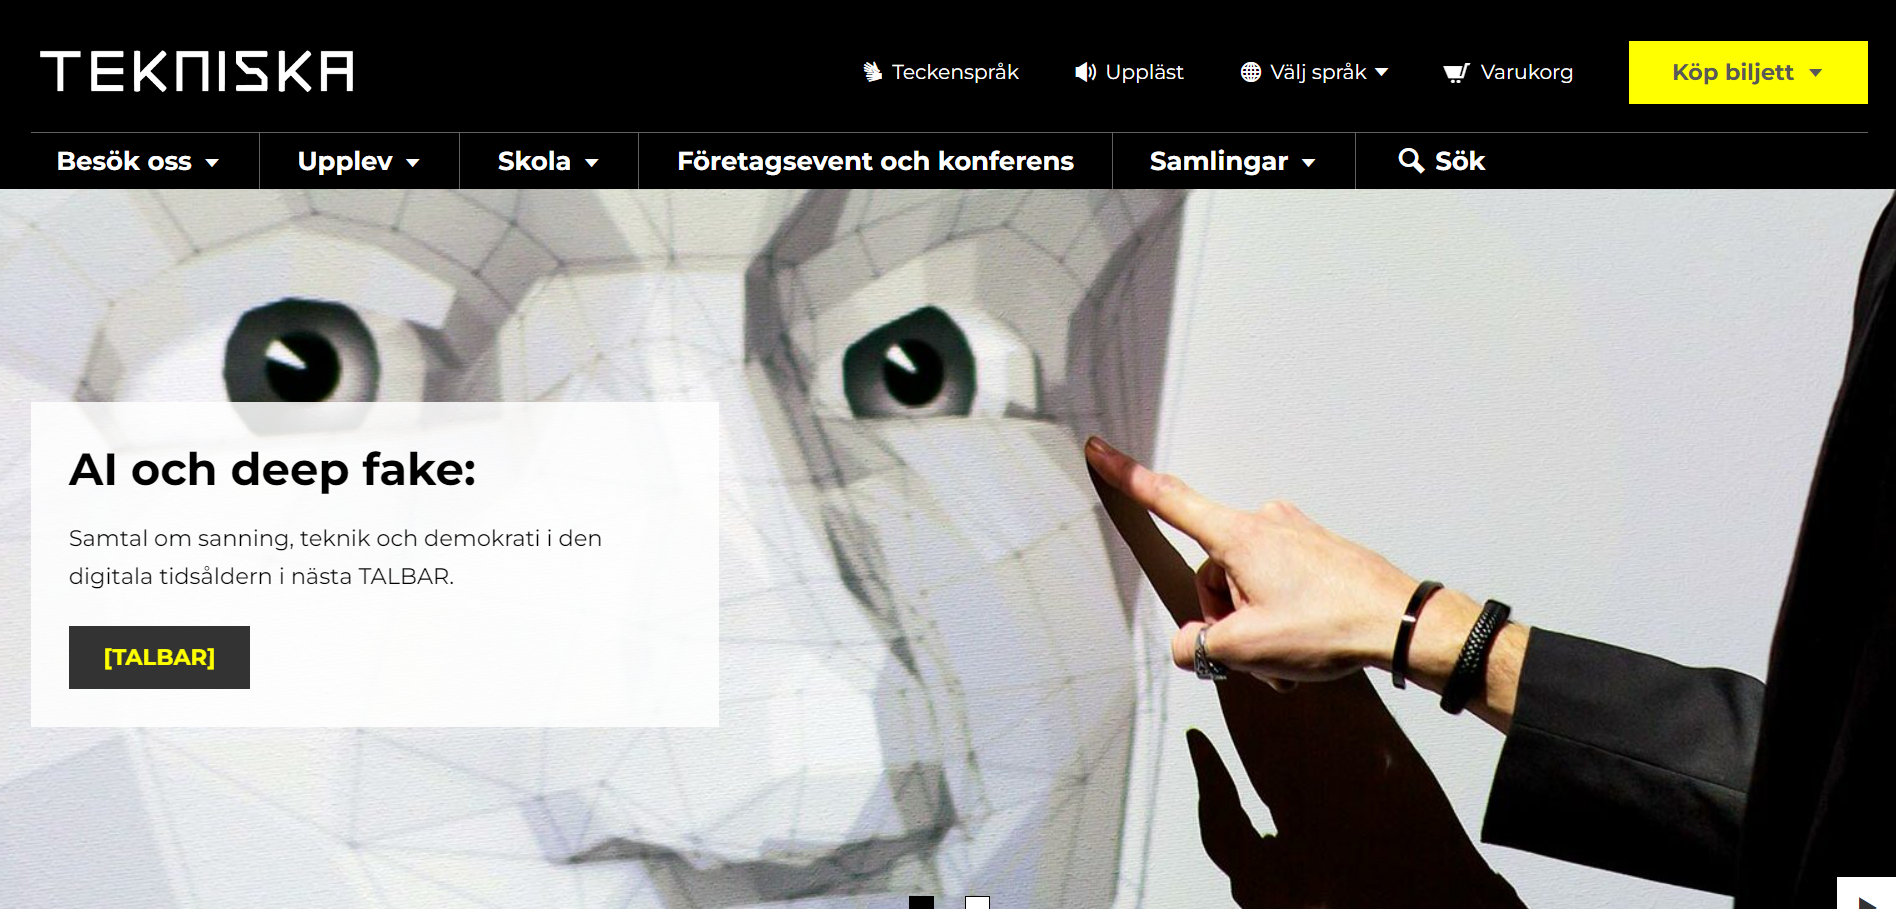 TEKNISKA
Teckenspråk
Uppläst
Välj språk
Varukorg
Köp biljett
Besök oss
Upplev
Skola
Företagsevent och konferens
Samlingar
Sök
AI och deep fake:
Samtal om sanning, teknik och demokrati i den
digitala tidsåldern i nästa TALBAR.
[TALBAR]